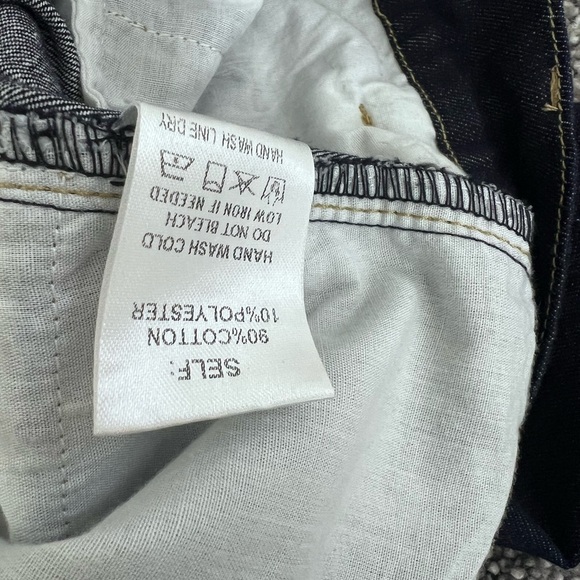 SELF:
90%COTTON
10%POLYESTER
HAND WASH COLD
DO NOT BLEACH
LOW IRON IF NEEDED
HAND WASH LINE DRY